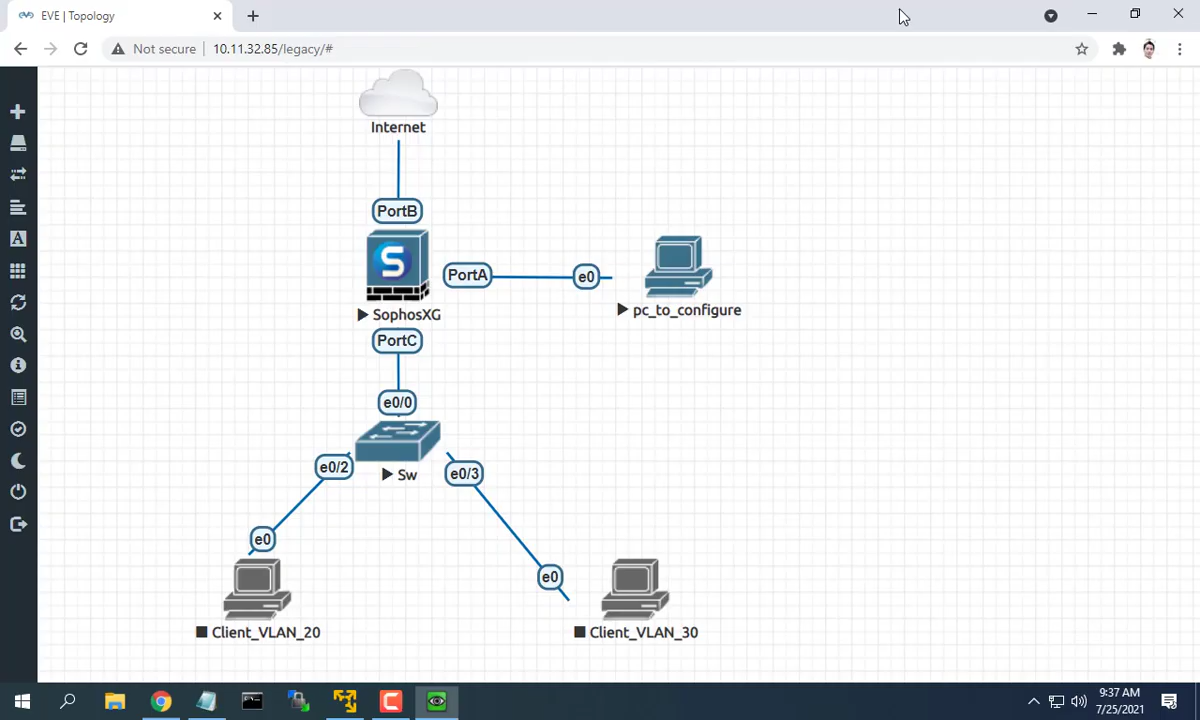 EVE | Topology
Not secure
10.11.32.85/legacy/#
Internet
PortB
S
PortA
e0
SophosXG
pc_to_configure
PortC
e0/0
e0/2
Sw
e0/3
e0
e0
Client_VLAN_20
Client_VLAN_30
A
9:37 AM
7/25/2021